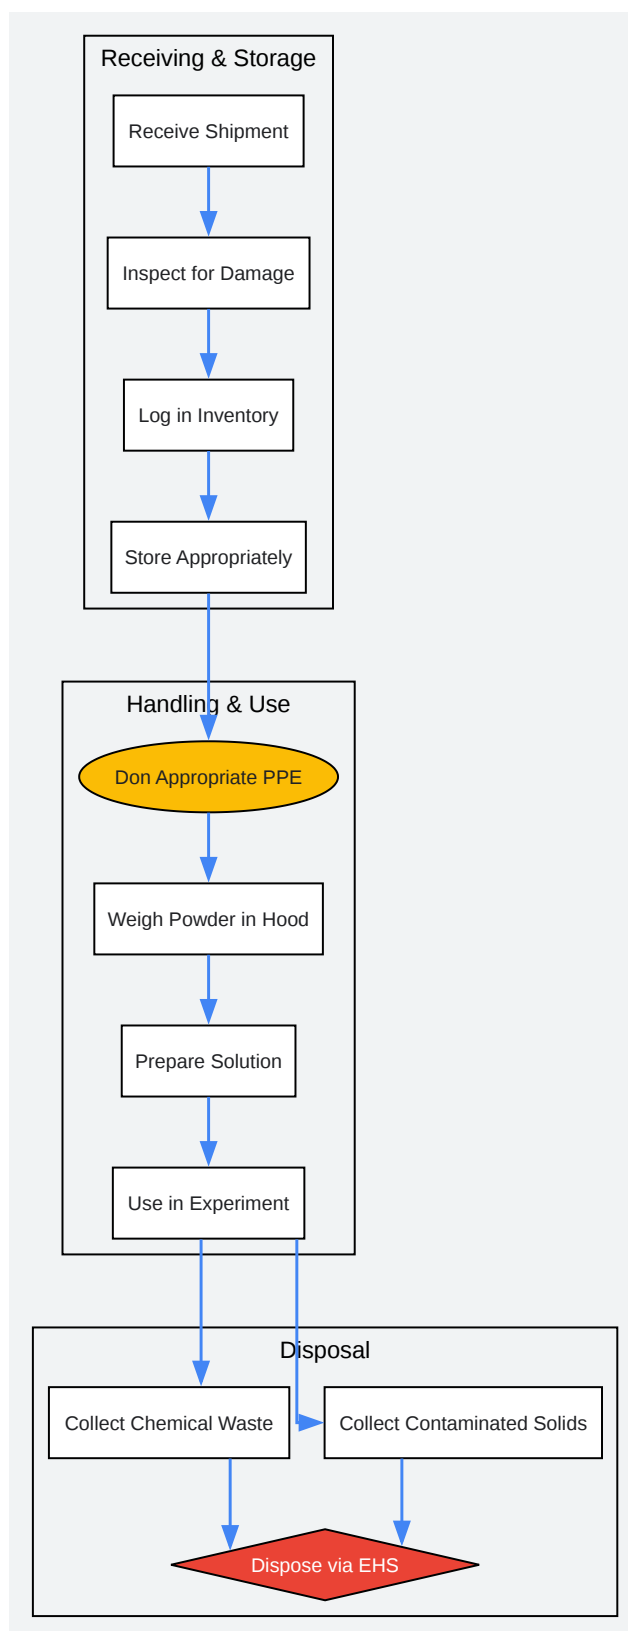 Receiving & Storage
Receive Shipment
Inspect for Damage
Log in Inventory
Store Appropriately
Handling & Use
Don Appropriate PPE
Weigh Powder in Hood
Prepare Solution
Use in Experiment
Disposal
Collect Chemical Waste
Collect Contaminated Solids
Dispose via EHS